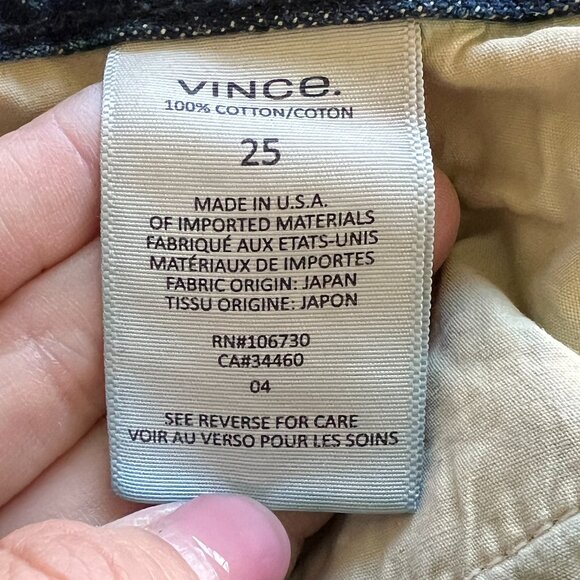 VINCe.
100% COTTON/COTON
25
MADE IN U.S.A.
OF IMPORTED MATERIALS
FABRIQUÉ AUX ETATS-UNIS
MATÉRIAUX DE IMPORTES
FABRIC ORIGIN: JAPAN
TISSU ORIGINE: JAPON
RN#106730
CA#34460
04
SEE REVERSE FOR CARE
VOIR AU VERSO POUR LES SOINS